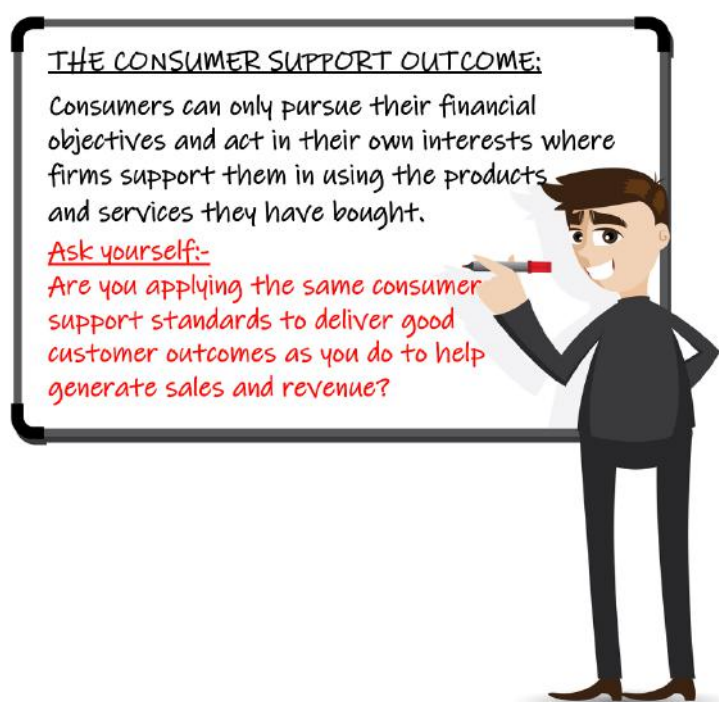 THE CONSUMER SUPPORT OUTCOME:
Consumers can only pursue their financial
objectives and act in their own interests where
firms support them in using the products
and services they have bought.
Ask yourself:-
Are you applying the same consumer
support standards to deliver good
customer outcomes as you do to help
generate sales and revenue?